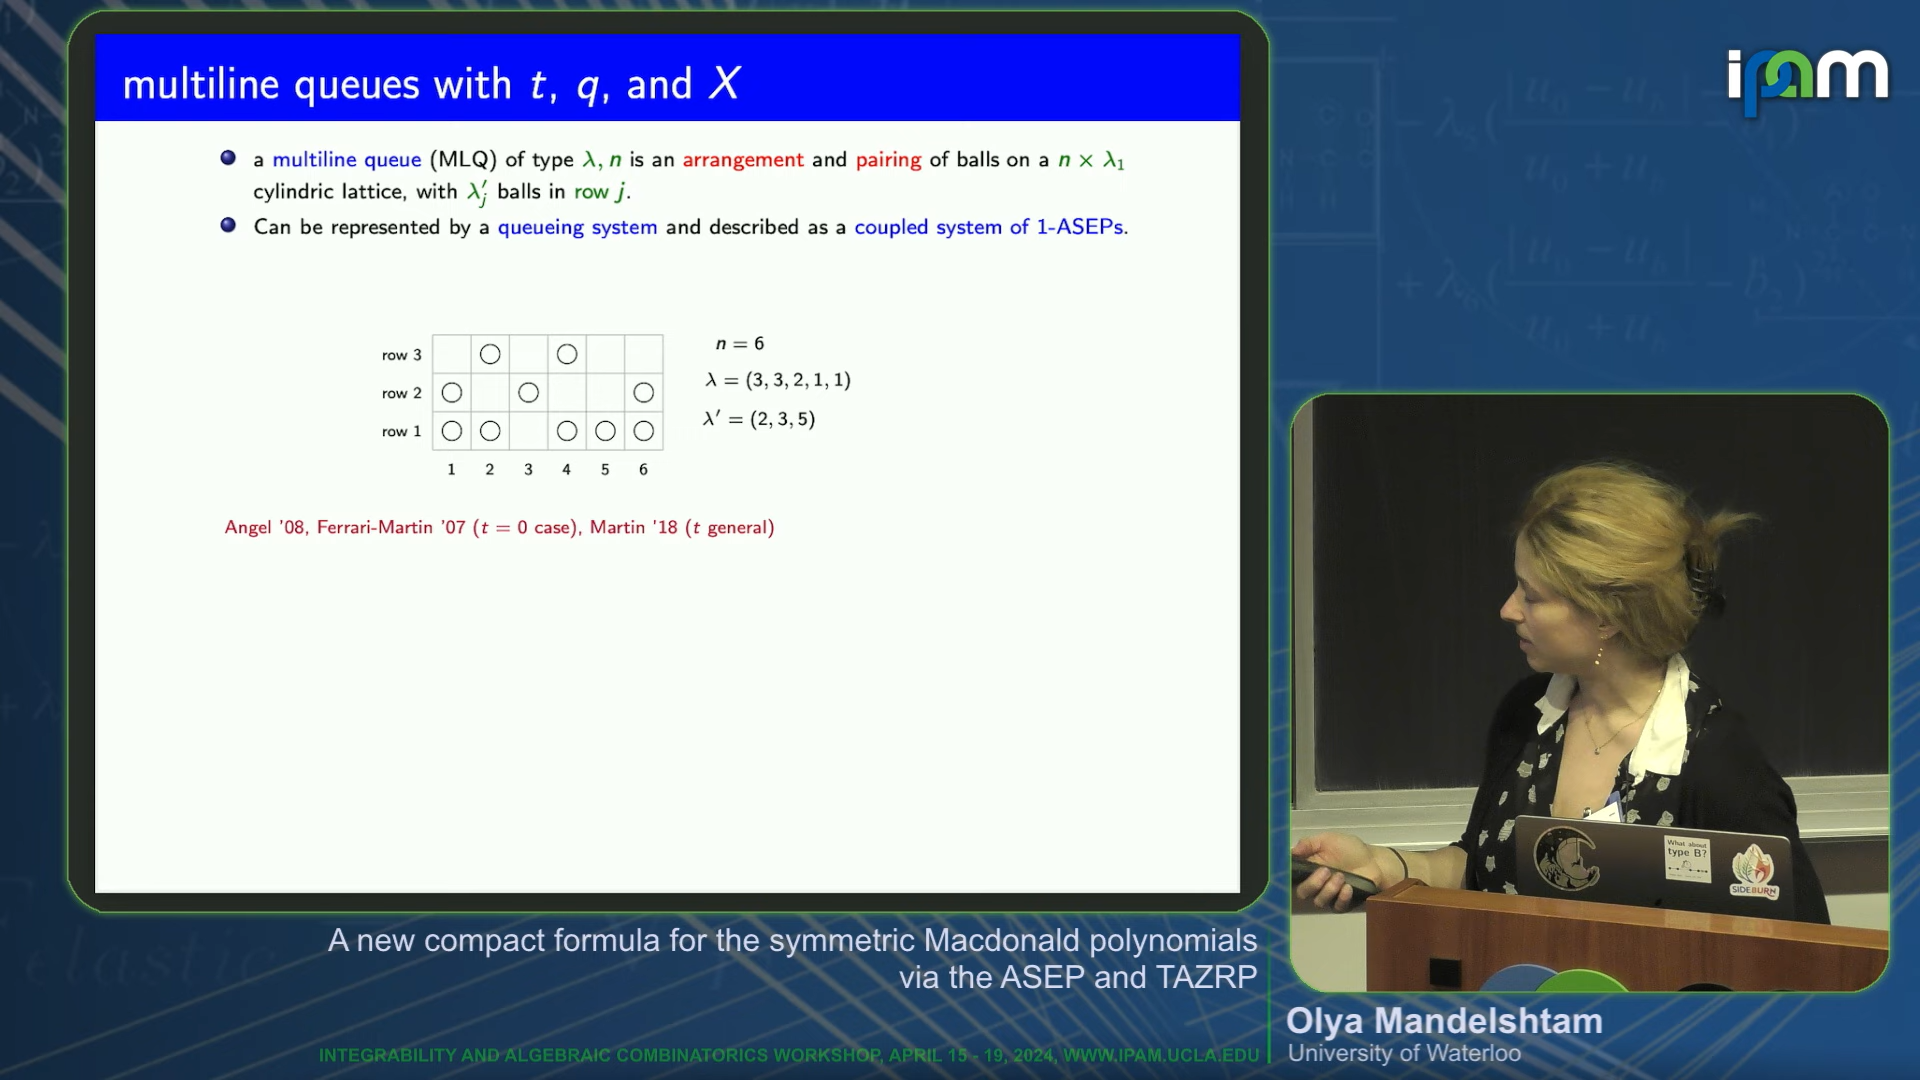 multiline queues with t, q, and X
a multiline queue (MLQ) of type λ, n is an arrangement and pairing of balls on a n × λ₁
cylindric lattice, with λ′ⱼ balls in row j.
Can be represented by a queueing system and described as a coupled system of 1-ASEPs.
row 3
row 2
row 1
1 2 3 4 5 6
n = 6
λ = (3, 3, 2, 1, 1)
λ′ = (2, 3, 5)
Angel '08, Ferrari-Martin '07 (t = 0 case), Martin '18 (t general)
ipam
What about
type B?
SIDEBURN
A new compact formula for the symmetric Macdonald polynomials
via the ASEP and TAZRP
Olya Mandelshtam
University of Waterloo
INTEGRABILITY AND ALGEBRAIC COMBINATORICS WORKSHOP, APRIL 15 - 19, 2024, WWW.IPAM.UCLA.EDU
elastic